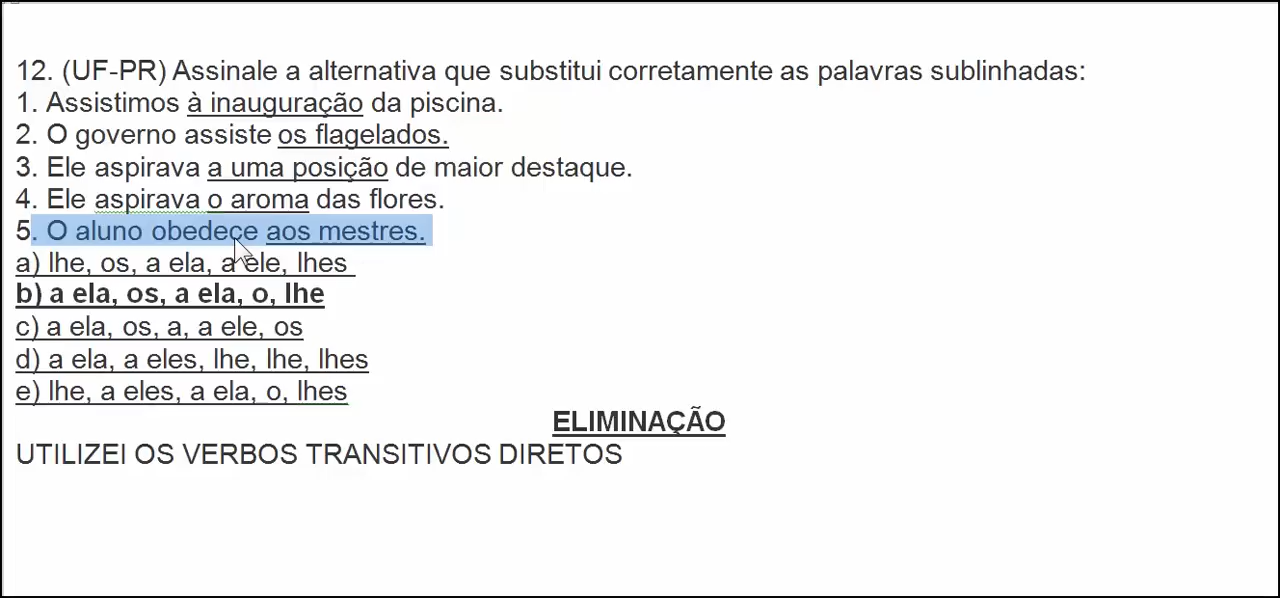 12. (UF-PR) Assinale a alternativa que substitui corretamente as palavras sublinhadas:
1. Assistimos à inauguração da piscina.
2. O governo assiste os flagelados.
3. Ele aspirava a uma posição de maior destaque.
4. Ele aspirava o aroma das flores.
5. O aluno obedece aos mestres.
a) lhe, os, a ela, a ele, lhes
b) a ela, os, a ela, o, lhe
c) a ela, os, a, a ele, os
d) a ela, a eles, lhe, lhe, lhes
e) lhe, a eles, a ela, o, lhes
ELIMINAÇÃO
UTILIZEI OS VERBOS TRANSITIVOS DIRETOS